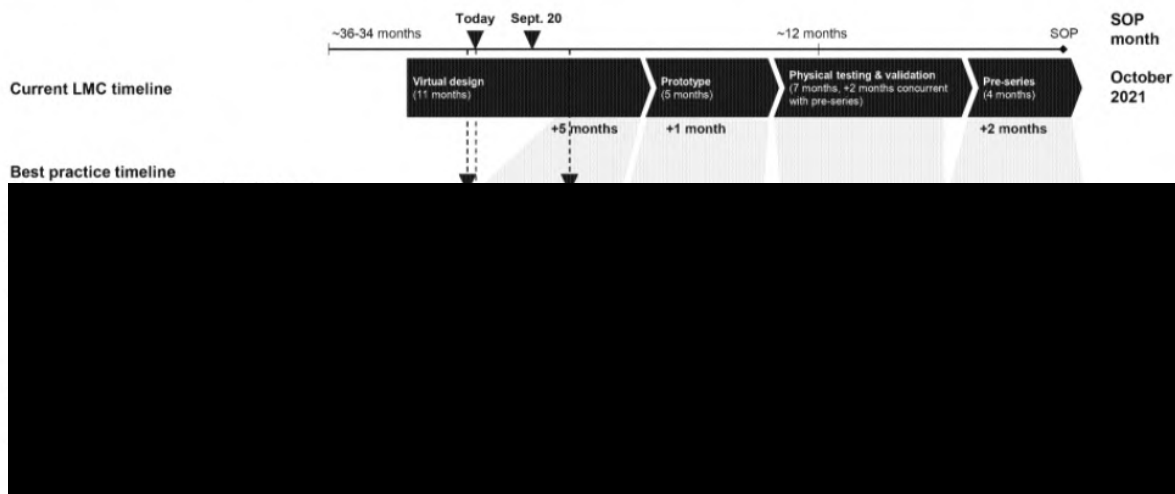 Today
Sept. 20
SOP month
~36-34 months
~12 months
SOP
Current LMC timeline
Virtual design
(11 months)
Prototype
(5 months)
Physical testing & validation
(7 months, +2 months concurrent
with pre-series)
Pre-series
(4 months)
October
2021
+5 months
+1 month
+2 months
Best practice timeline